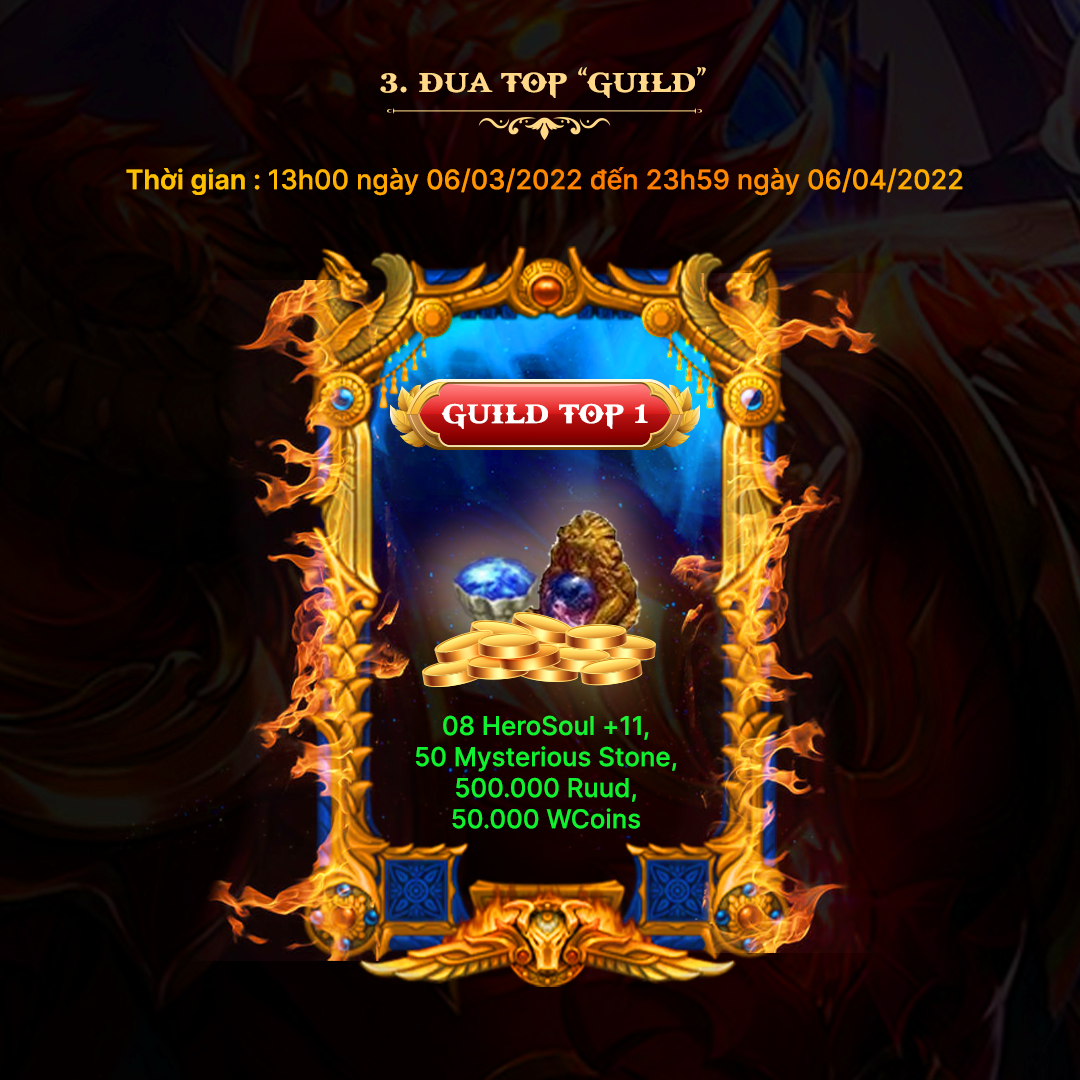 3. ĐUA TOP “GUILD”
Thời gian : 13h00 ngày 06/03/2022 đến 23h59 ngày 06/04/2022
GUILD TOP 1
08 HeroSoul +11,
50 Mysterious Stone,
500.000 Ruud,
50.000 WCoins